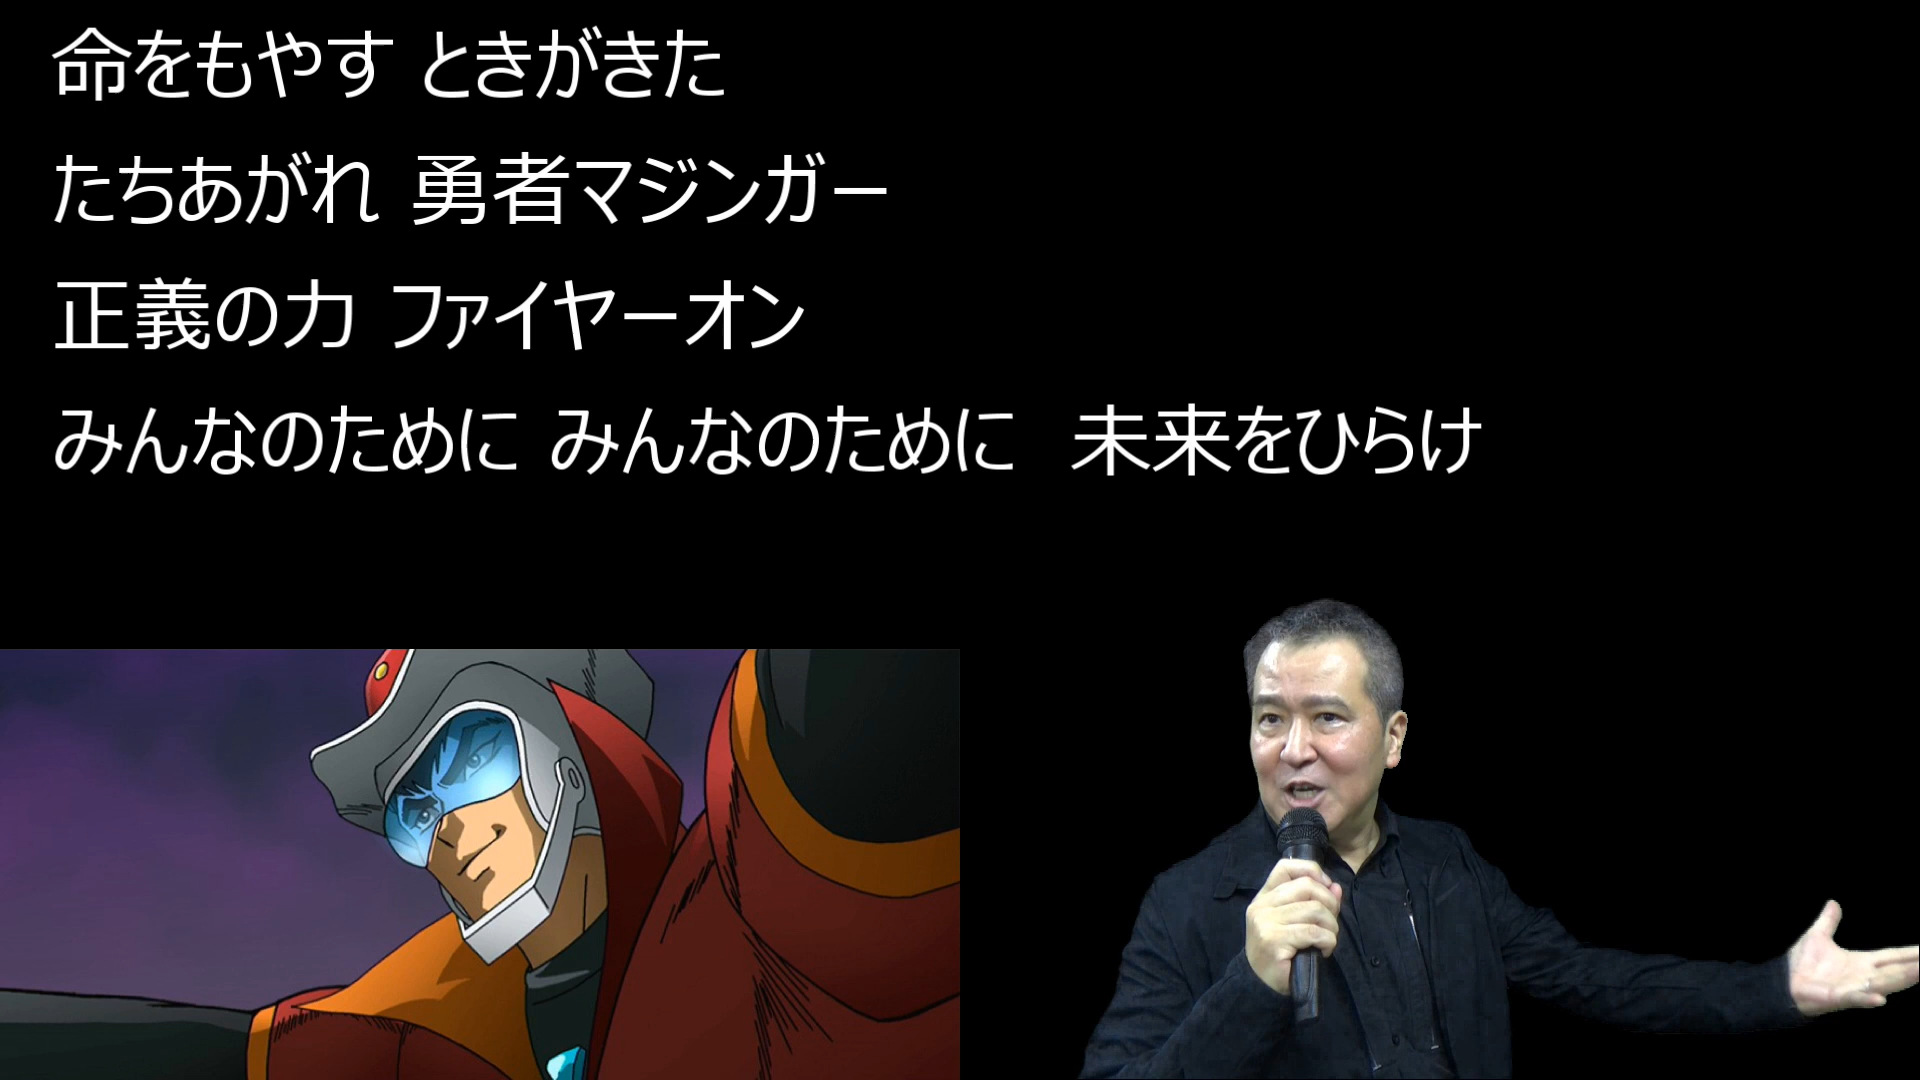 命をもやす ときがきた
たちあがれ 勇者マジンガー
正義の力 ファイヤーオン
みんなのために みんなのために　未来をひらけ